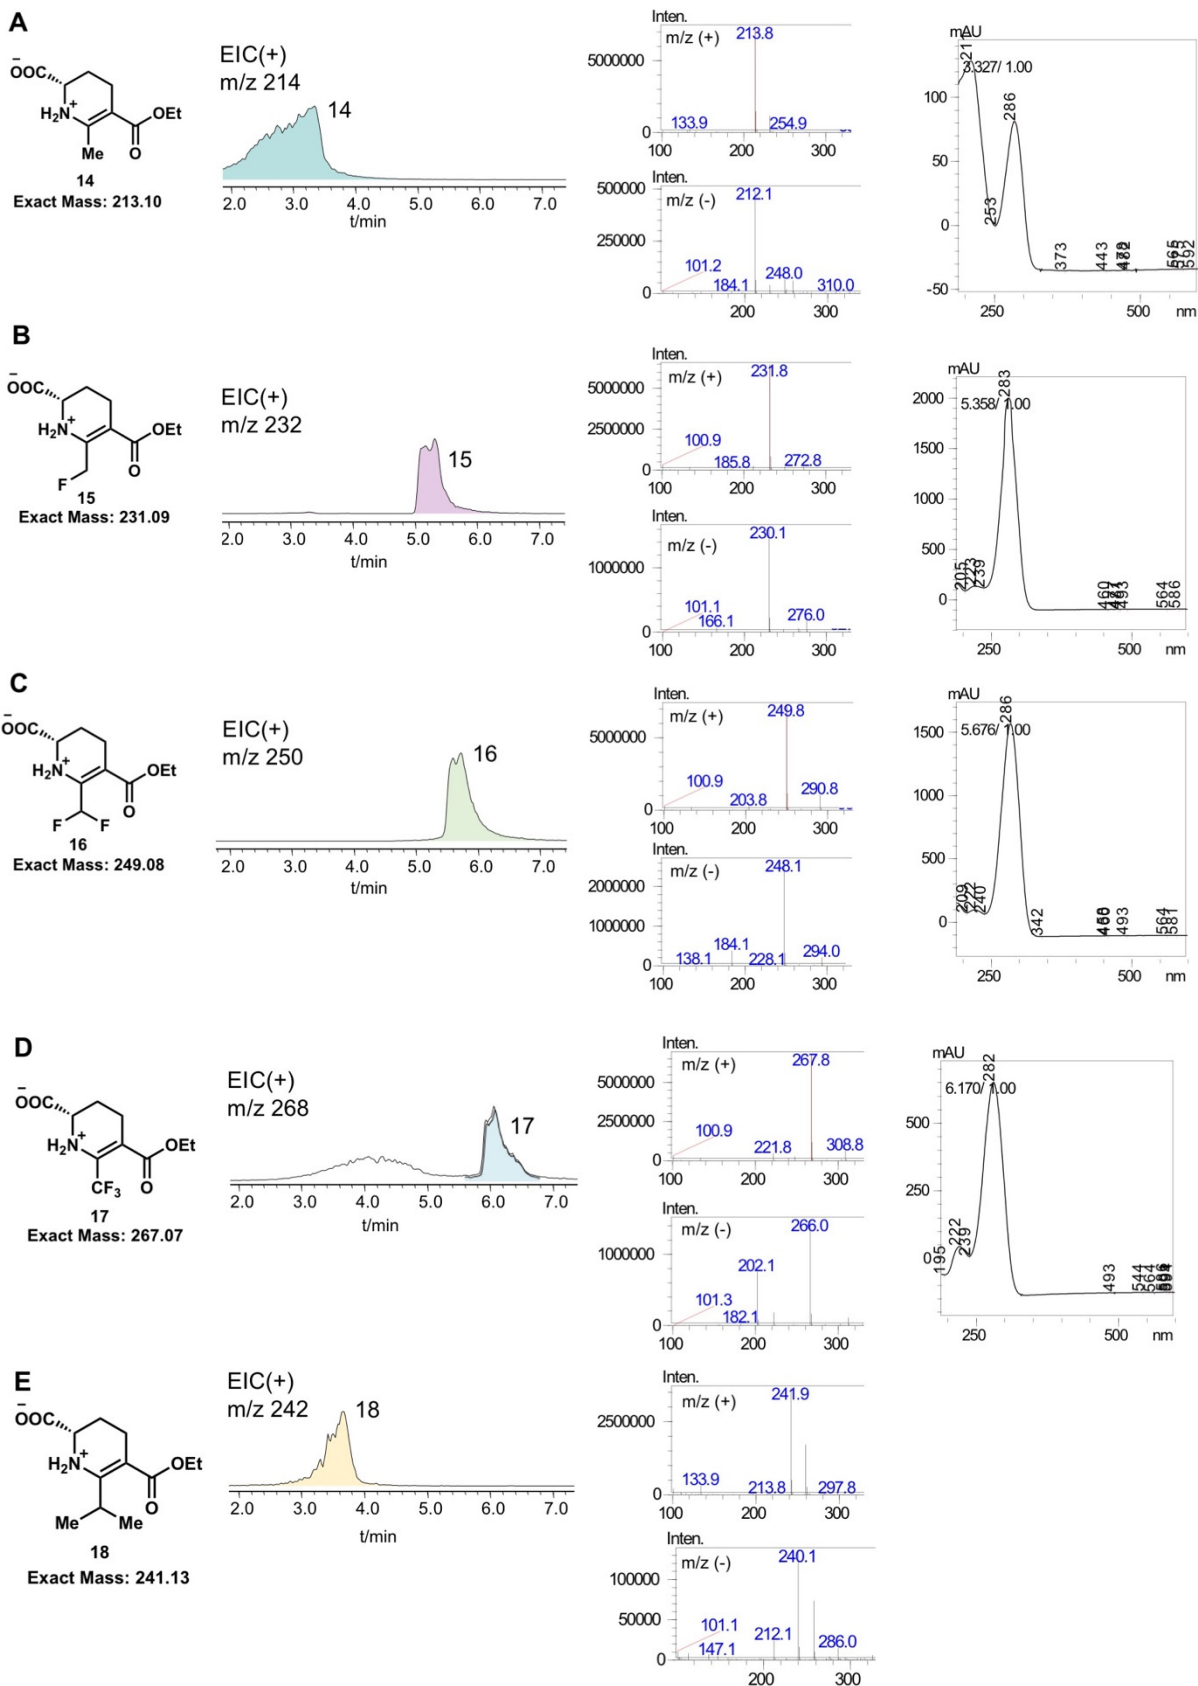 A
⁻OOC
H₂N⁺
OEt
O
Me
14
Exact Mass: 213.10
EIC(+)
m/z 214
14
2.0 3.0 4.0 5.0 6.0 7.0
t/min
Inten.
m/z (+)
213.8
5000000
133.9 254.9
0
100 200 300
Inten.
500000
m/z (-)
212.1
250000
101.2
184.1 248.0 310.0
0
200 300
mAU
3.327/ 1.00
286
100
50
0
253
373 443
592
-50
250 500 nm
B
⁻OOC
H₂N⁺
OEt
O
F
15
Exact Mass: 231.09
EIC(+)
m/z 232
15
2.0 3.0 4.0 5.0 6.0 7.0
t/min
Inten.
m/z (+)
231.8
5000000
2500000
100.9
185.8 272.8
0
100 200 300
Inten.
m/z (-)
230.1
1000000
101.1
166.1 276.0
0
100 200 300
mAU
283
2000
5.358/ 1.00
1500
1000
500
205 223 239
0
460 493 564 586
250 500 nm
C
⁻OOC
H₂N⁺
OEt
O
F F
16
Exact Mass: 249.08
EIC(+)
m/z 250
16
2.0 3.0 4.0 5.0 6.0 7.0
t/min
Inten.
m/z (+)
249.8
5000000
100.9
203.8 290.8
0
100 200 300
Inten.
m/z (-)
248.1
2000000
1000000
184.1
138.1 228.1 294.0
0
100 200 300
mAU
286
1500
5.676/ 1.00
1000
500
209 222 240
0
342 493 564 581
250 500 nm
D
⁻OOC
H₂N⁺
OEt
CF₃ O
17
Exact Mass: 267.07
EIC(+)
m/z 268
17
2.0 3.0 4.0 5.0 6.0 7.0
t/min
Inten.
m/z (+)
267.8
5000000
2500000
100.9
221.8 308.8
0
100 200 300
Inten.
m/z (-)
266.0
1000000
202.1
101.3
182.1
0
100 200 300
mAU
282
6.170/ 1.00
500
250
195 222 239
0
493 544 564
250 500 nm
E
⁻OOC
H₂N⁺
OEt
O
Me Me
18
Exact Mass: 241.13
EIC(+)
m/z 242
18
2.0 3.0 4.0 5.0 6.0 7.0
t/min
Inten.
m/z (+)
241.9
2500000
133.9 213.8 297.8
0
100 200 300
Inten.
m/z (-)
240.1
100000
50000
101.1
147.1 212.1 286.0
0
200 300